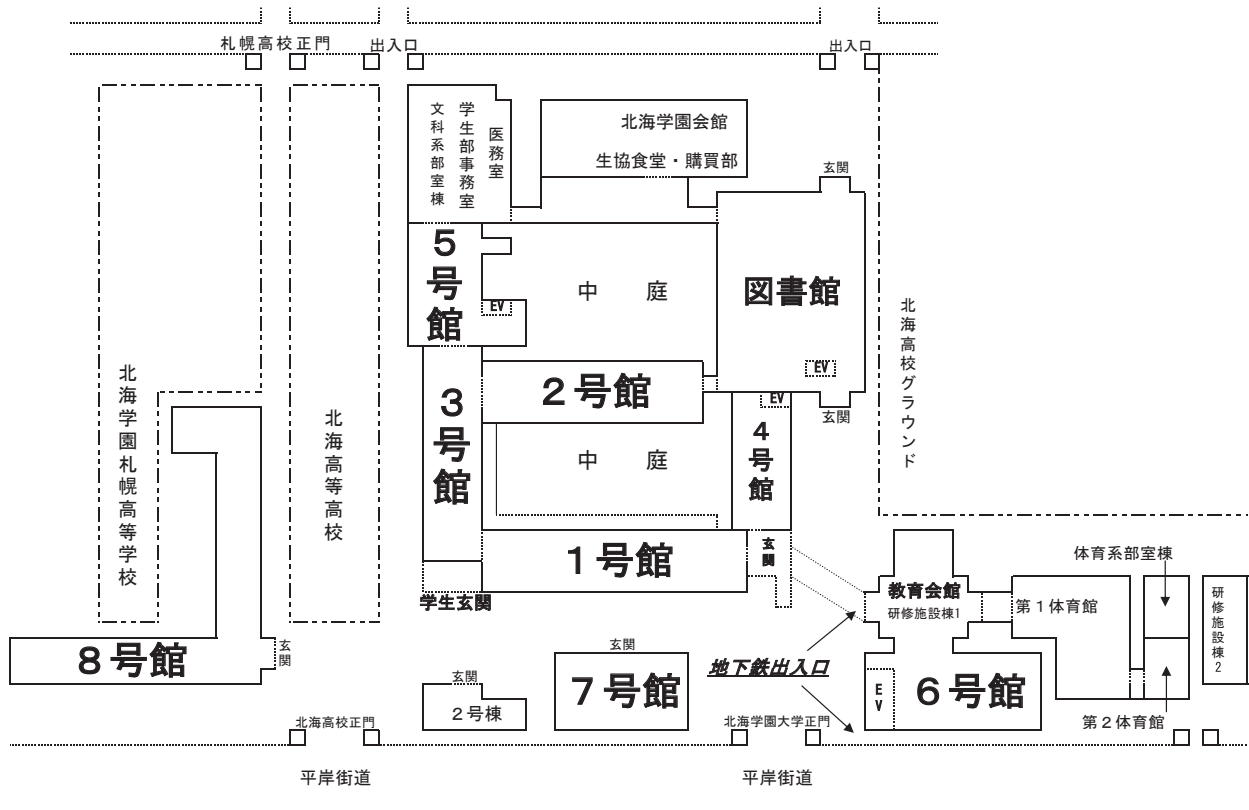 札幌高校正門
出入口
出入口
文科系部室棟
学生部事務室
医務室
北海学園会館
生協食堂・購買部
玄関
5号館
EV
中庭
図書館
EV
玄関
北海高校グラウンド
北海学園札幌高等学校
北海高等高校
3号館
2号館
EV
4号館
中庭
1号館
玄関
学生玄関
体育系部室棟
教育会館
研修施設棟1
第1体育館
研修施設棟2
8号館
玄関
玄関
2号棟
玄関
7号館
地下鉄出入口
EV
6号館
第2体育館
北海高校正門
北海学園大学正門
平岸街道
平岸街道